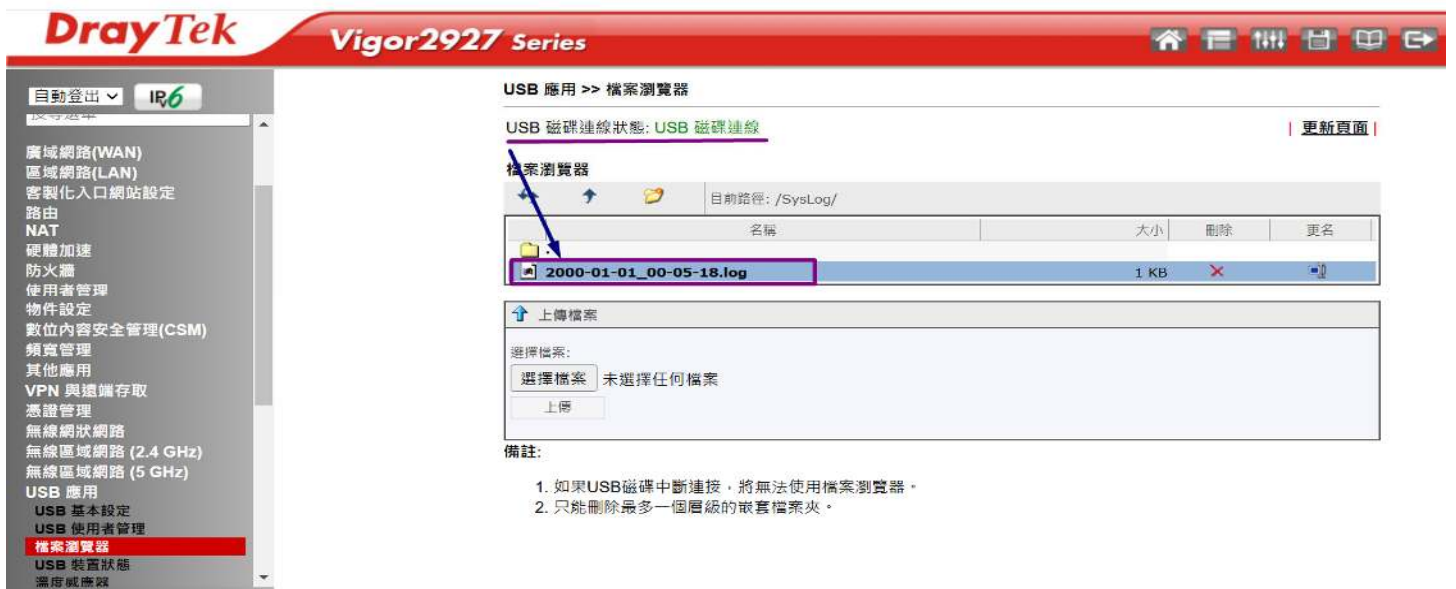 DrayTek
Vigor2927 Series
自動登出
IPv6
搜尋選單
廣域網路(WAN)
區域網路(LAN)
客製化入口網站設定
路由
NAT
硬體加速
防火牆
使用者管理
物件設定
數位內容安全管理(CSM)
頻寬管理
其他應用
VPN 與遠端存取
憑證管理
無線網狀網路
無線區域網路 (2.4 GHz)
無線區域網路 (5 GHz)
USB 應用
USB 基本設定
USB 使用者管理
檔案瀏覽器
USB 裝置狀態
溫度感應器
USB 應用 >> 檔案瀏覽器
USB 磁碟連線狀態: USB 磁碟連線
| 更新頁面 |
檔案瀏覽器
目前路徑: /SysLog/
名稱 大小 刪除 更名
.
2000-01-01_00-05-18.log 1 KB
上傳檔案
選擇檔案:
選擇檔案 未選擇任何檔案
上傳
備註:
1. 如果USB磁碟中斷連接，將無法使用檔案瀏覽器。
2. 只能刪除最多一個層級的嵌套檔案夾。